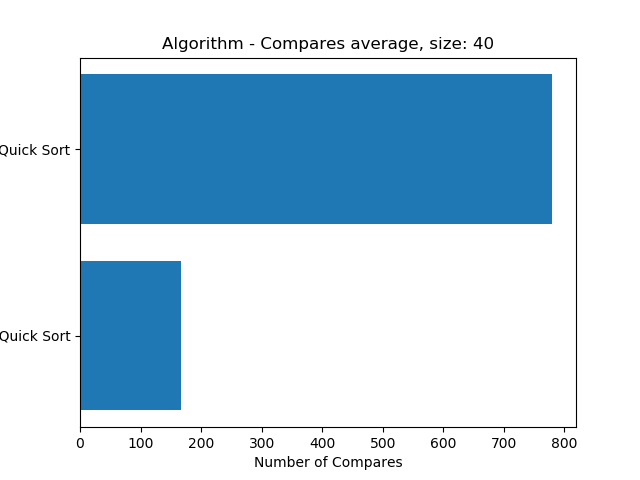 Algorithm - Compares average, size: 40
Quick Sort
Quick Sort
0 100 200 300 400 500 600 700 800
Number of Compares